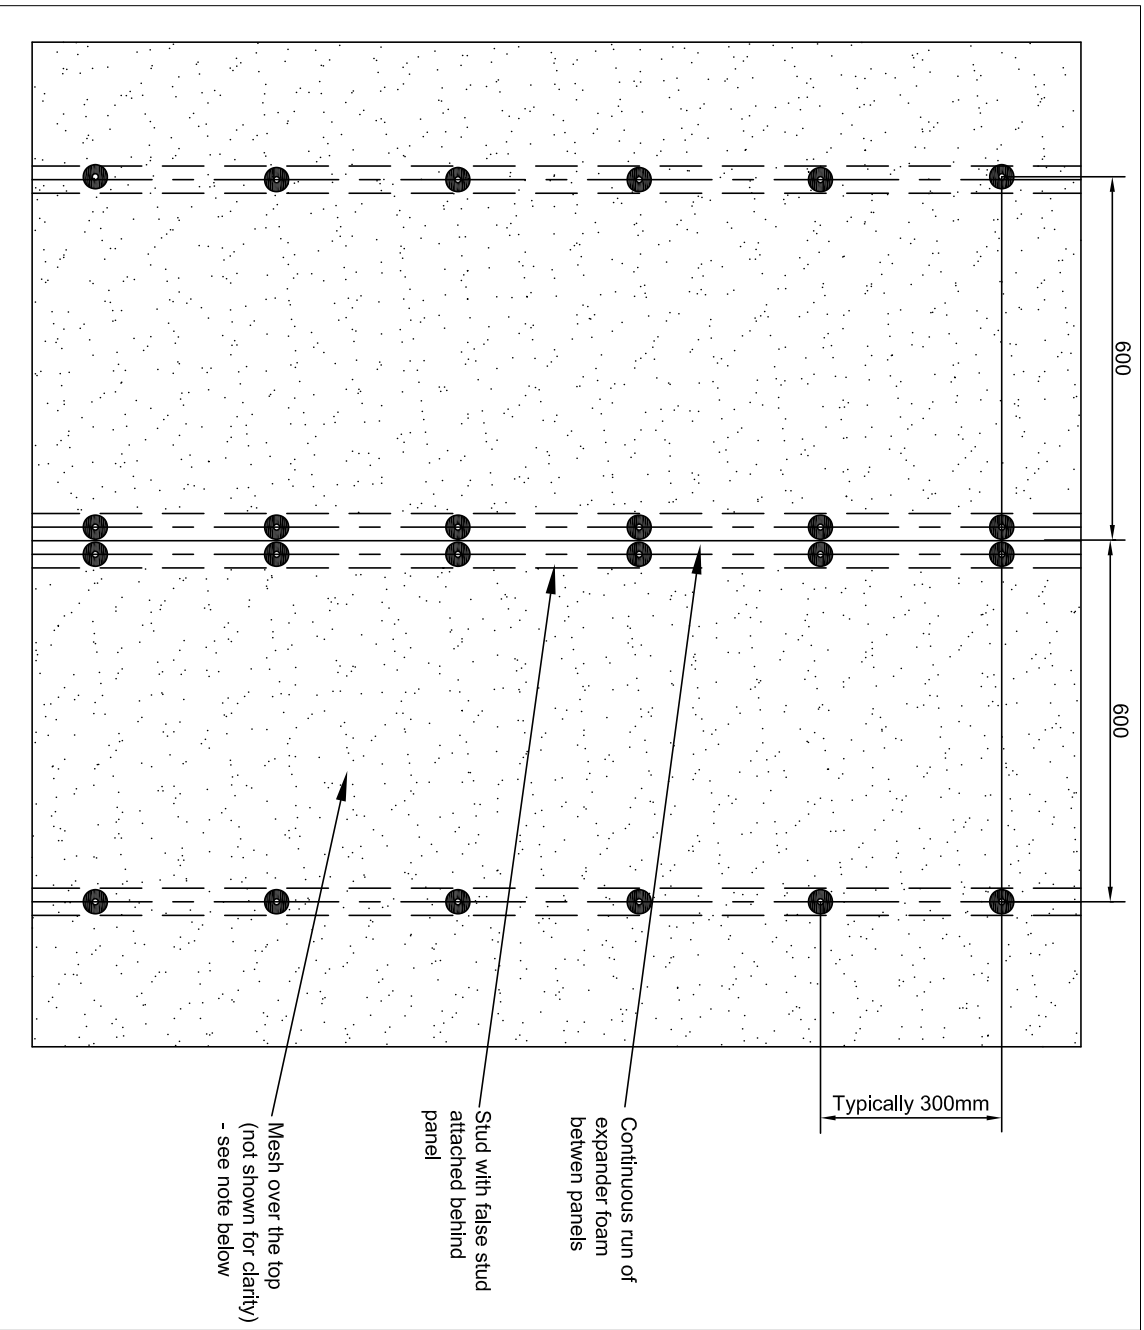 600
600
Typically 300mm
Continuous run of
expander foam
betwen panels
Stud with false stud
attached behind
panel
Mesh over the top
(not shown for clarity)
- see note below